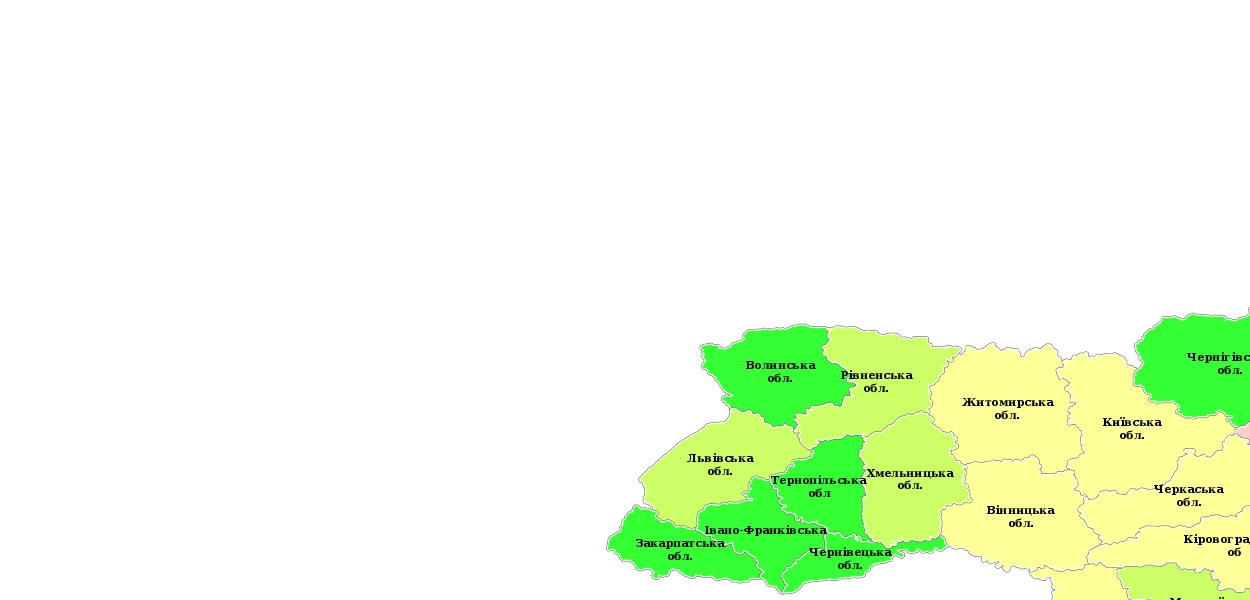 Чернігівс
обл.
Волинська
обл.
Рівненська
обл.
Житомирська
обл.
Київська
обл.
Львівська
обл.
Тернопільська
обл
Хмельницька
обл.
Черкаська
обл.
Вінницька
обл.
Івано-Франківська
Закарпатська
обл.
Чернівецька
обл.
Кіровоград
об